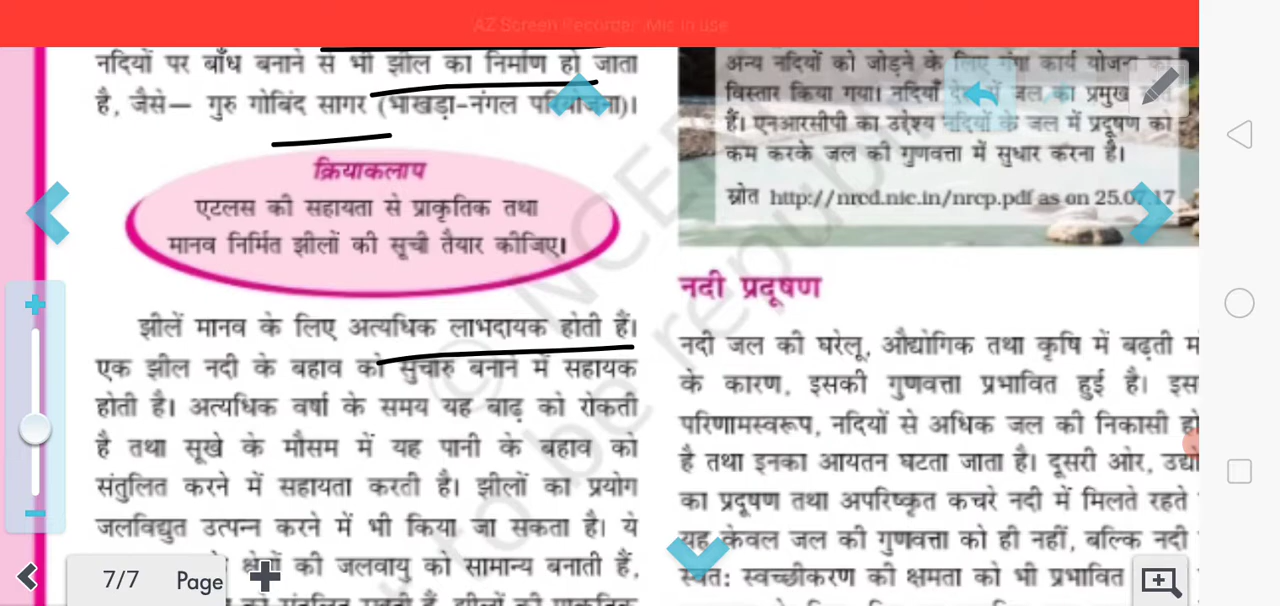 AZ Screen Recorder: Mic in use
नदियों पर बाँध बनाने से भी झील का निर्माण हो जाता
है, जैसे— गुरु गोबिंद सागर (भाखड़ा-नंगल परियोजना)।
क्रियाकलाप
एटलस की सहायता से प्राकृतिक तथा
मानव निर्मित झीलों की सूची तैयार कीजिए।
झीलें मानव के लिए अत्यधिक लाभदायक होती हैं।
एक झील नदी के बहाव को सुचारु बनाने में सहायक
होती है। अत्यधिक वर्षा के समय यह बाढ़ को रोकती
है तथा सूखे के मौसम में यह पानी के बहाव को
संतुलित करने में सहायता करती है। झीलों का प्रयोग
जलविद्युत उत्पन्न करने में भी किया जा सकता है। ये
क्षेत्रों की जलवायु को सामान्य बनाती हैं,
अन्य नदियों को जोड़ने के लिए गंगा कार्य योजना का
विस्तार किया गया। नदियाँ देश में जल का प्रमुख
हैं। एनआरसीपी का उद्देश्य नदियों के जल में प्रदूषण को
कम करके जल की गुणवत्ता में सुधार करना है।
स्रोत http://nrcd.nic.in/nrcp.pdf as on 25.07.17
नदी प्रदूषण
नदी जल की घरेलू, औद्योगिक तथा कृषि में बढ़ती
के कारण, इसकी गुणवत्ता प्रभावित हुई है। इस
परिणामस्वरूप, नदियों से अधिक जल की निकासी हो
है तथा इनका आयतन घटता जाता है। दूसरी ओर,
का प्रदूषण तथा अपरिष्कृत कचरे नदी में मिलते रहते
यह केवल जल की गुणवत्ता को ही नहीं, बल्कि नदी
स्वतः स्वच्छीकरण की क्षमता को भी प्रभावित
7/7 Page